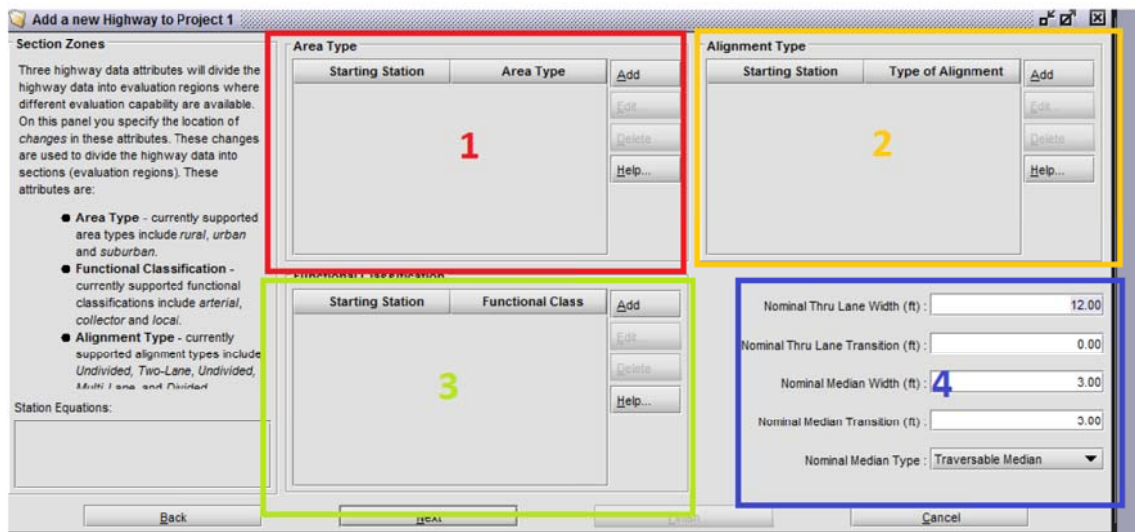 Add a new Highway to Project 1
Section Zones
Three highway data attributes will divide the
highway data into evaluation regions where
different evaluation capability are available.
On this panel you specify the location of
changes in these attributes. These changes
are used to divide the highway data into
sections (evaluation regions). These
attributes are:
Area Type - currently supported
area types include rural, urban
and suburban.
Functional Classification -
currently supported functional
classifications include arterial,
collector and local.
Alignment Type - currently
supported alignment types include
Undivided, Two-Lane, Undivided,
Multi Lane, and Divided
Station Equations:
Area Type
Starting Station Area Type
Add
Edit...
Delete
Help...
1
Alignment Type
Starting Station Type of Alignment
Add
Edit...
Delete
Help...
2
Functional Classification
Starting Station Functional Class
Add
Edit...
Delete
Help...
3
Nominal Thru Lane Width (ft) : 12.00
Nominal Thru Lane Transition (ft) : 0.00
Nominal Median Width (ft) : 3.00
Nominal Median Transition (ft) : 3.00
Nominal Median Type : Traversable Median
4
Back Next Finish Cancel